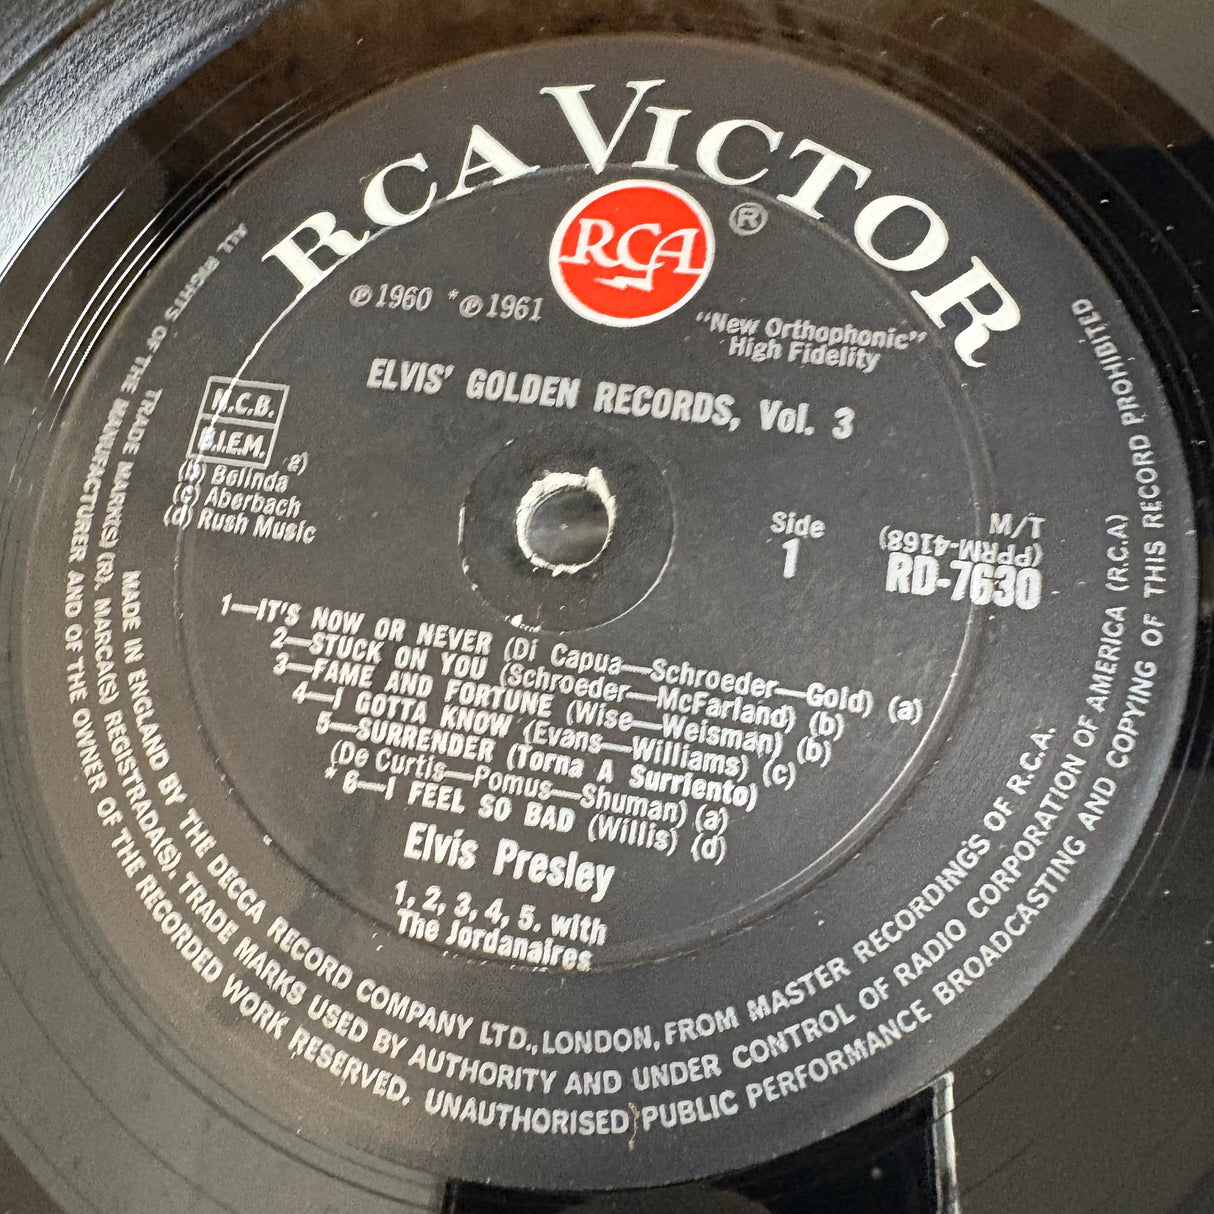 RCA VICTOR
RCA
®
℗ 1960 * ℗ 1961
"New Orthophonic"
High Fidelity
ELVIS' GOLDEN RECORDS, Vol. 3
N.C.B.
B.I.E.M.
(b) Belinda
(c) Aberbach
(d) Rush Music
Side
1
M/T
(PPRM-4168)
RD-7630
1—IT'S NOW OR NEVER (Di Capua—Schroeder—Gold) (a)
2—STUCK ON YOU (Schroeder—McFarland) (b)
3—FAME AND FORTUNE (Wise—Weisman) (b)
4—I GOTTA KNOW (Evans—Williams) (c)
5—SURRENDER (Torna A Surriento)
(De Curtis—Pomus—Shuman) (a)
* 6—I FEEL SO BAD (Willis) (d)
Elvis Presley
1, 2, 3, 4, 5. with
The Jordanaires
MADE IN ENGLAND BY THE DECCA RECORD COMPANY LTD., LONDON, FROM MASTER RECORDINGS OF R.C.A.
TRADE MARK(S) (R). MARCA(S) REGISTRADA(S). TRADE MARKS USED BY AUTHORITY AND UNDER CONTROL OF RADIO CORPORATION OF AMERICA (R.C.A)
ALL RIGHTS OF THE MANUFACTURER AND OF THE OWNER OF THE RECORDED WORK RESERVED. UNAUTHORISED PUBLIC PERFORMANCE BROADCASTING AND COPYING OF THIS RECORD PROHIBITED